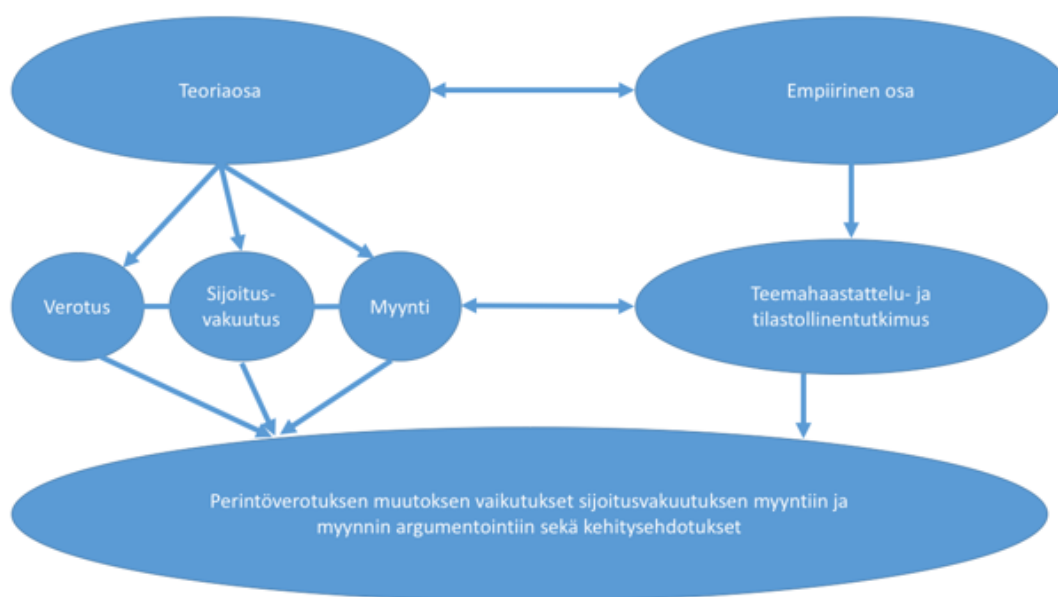 Teoriaosa
Empiirinen osa
Verotus
Sijoitus-
vakuutus
Myynti
Teemahaastattelu- ja
tilastollinentutkimus
Perintöverotuksen muutoksen vaikutukset sijoitusvakuutuksen myyntiin ja
myynnin argumentointiin sekä kehitysehdotukset